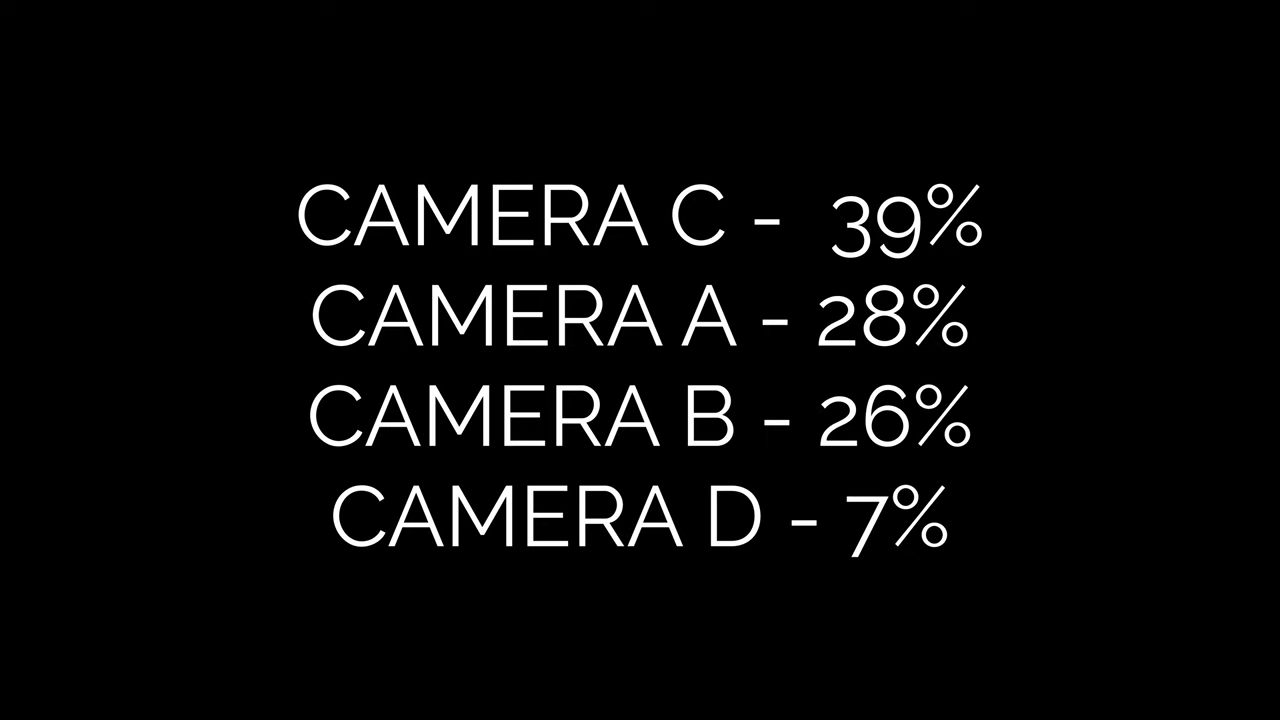 CAMERA C - 39%
CAMERA A - 28%
CAMERA B - 26%
CAMERA D - 7%